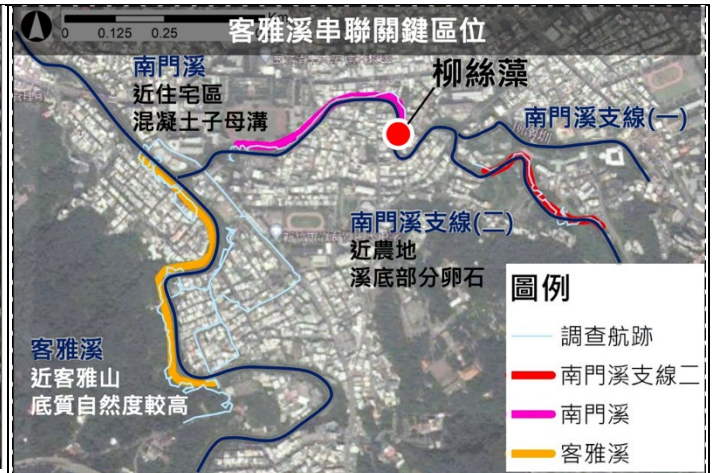 客雅溪串聯關鍵區位
0 0.125 0.25
南門溪
近住宅區
混凝土子母溝
柳絲藻
南門溪支線(一)
南門溪支線(二)
近農地
溪底部分卵石
客雅溪
近客雅山
底質自然度較高
圖例
調查航跡
南門溪支線二
南門溪
客雅溪